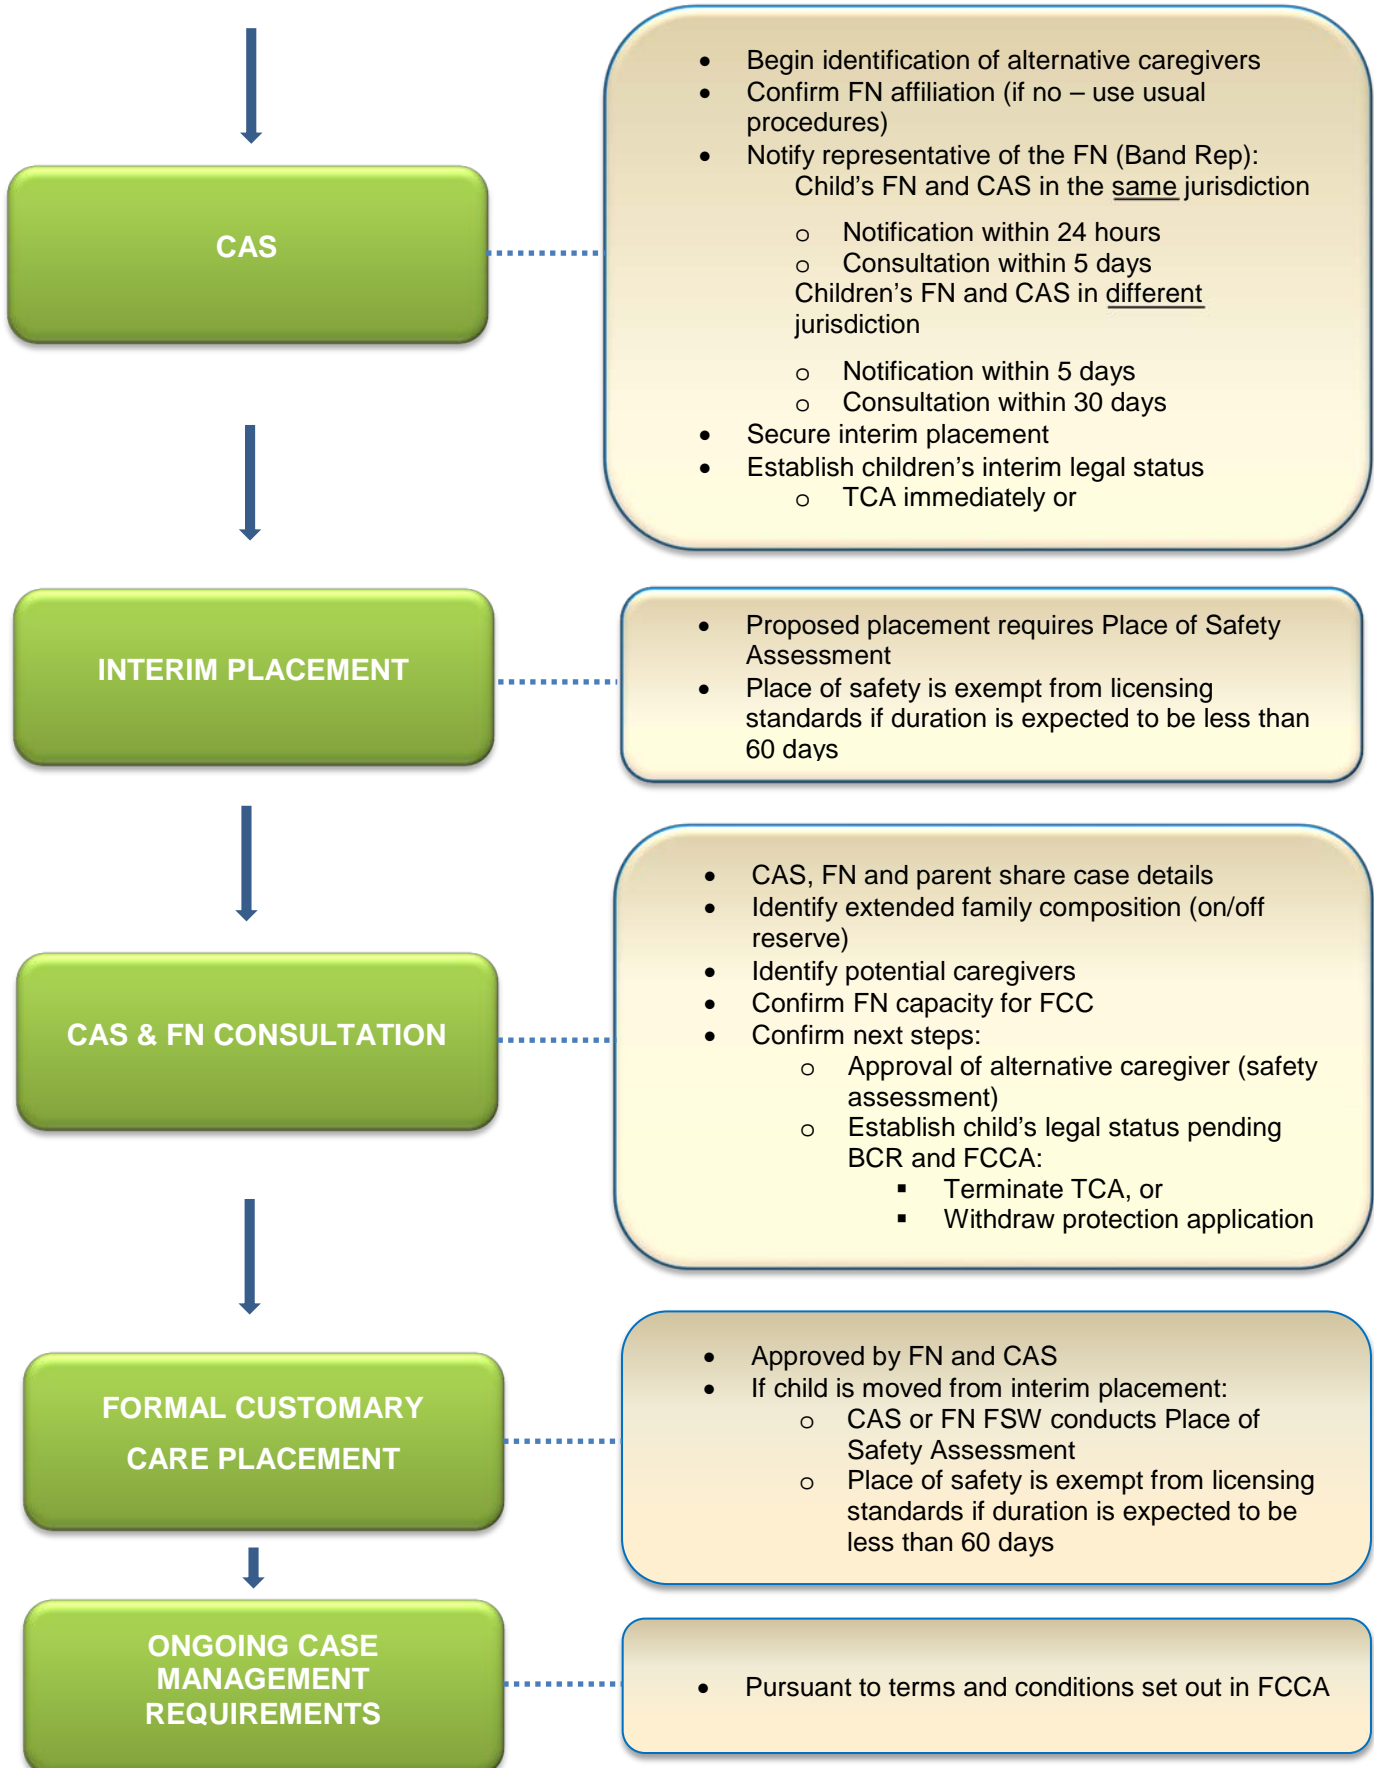 CAS
• Begin identification of alternative caregivers
• Confirm FN affiliation (if no – use usual
procedures)
• Notify representative of the FN (Band Rep):
Child’s FN and CAS in the same jurisdiction
o Notification within 24 hours
o Consultation within 5 days
Children’s FN and CAS in different
jurisdiction
o Notification within 5 days
o Consultation within 30 days
• Secure interim placement
• Establish children’s interim legal status
o TCA immediately or
INTERIM PLACEMENT
• Proposed placement requires Place of Safety
Assessment
• Place of safety is exempt from licensing
standards if duration is expected to be less than
60 days
CAS & FN CONSULTATION
• CAS, FN and parent share case details
• Identify extended family composition (on/off
reserve)
• Identify potential caregivers
• Confirm FN capacity for FCC
• Confirm next steps:
o Approval of alternative caregiver (safety
assessment)
o Establish child’s legal status pending
BCR and FCCA:
▪ Terminate TCA, or
▪ Withdraw protection application
FORMAL CUSTOMARY
CARE PLACEMENT
• Approved by FN and CAS
• If child is moved from interim placement:
o CAS or FN FSW conducts Place of
Safety Assessment
o Place of safety is exempt from licensing
standards if duration is expected to be
less than 60 days
ONGOING CASE
MANAGEMENT
REQUIREMENTS
• Pursuant to terms and conditions set out in FCCA